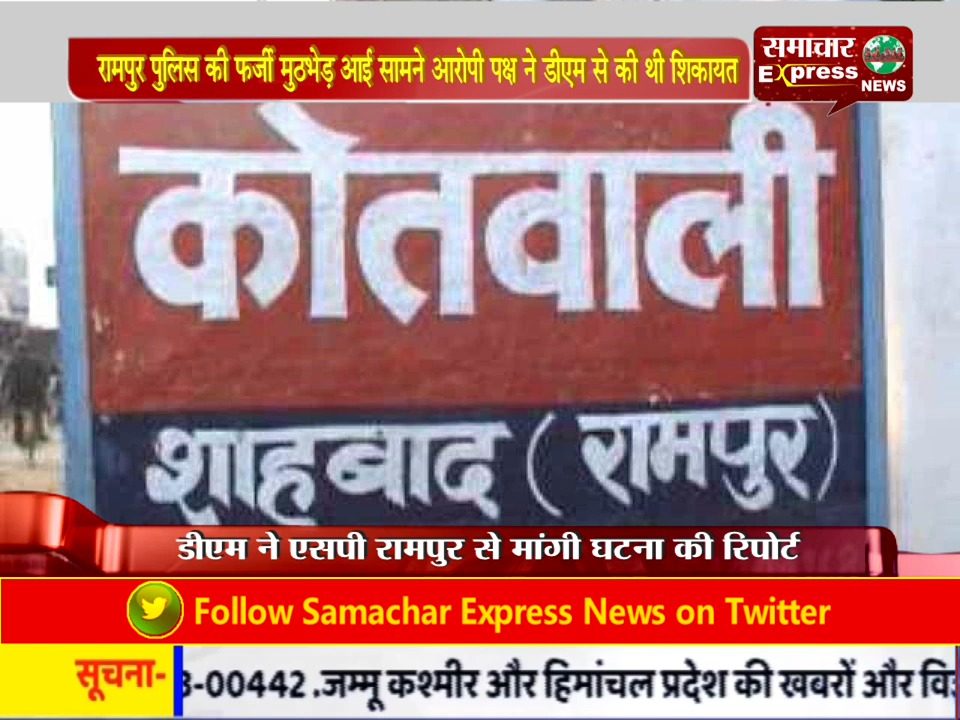 रामपुर पुलिस की फर्जी मुठभेड़ आई सामने आरोपी पक्ष ने डीएम से की थी शिकायत
समाचार
Express
NEWS
कोतवाली
शाहबाद (रामपुर)
डीएम ने एसपी रामपुर से मांगी घटना की रिपोर्ट
Follow Samachar Express News on Twitter
सूचना- 3-00442.जम्मू कश्मीर और हिमांचल प्रदेश की खबरों और